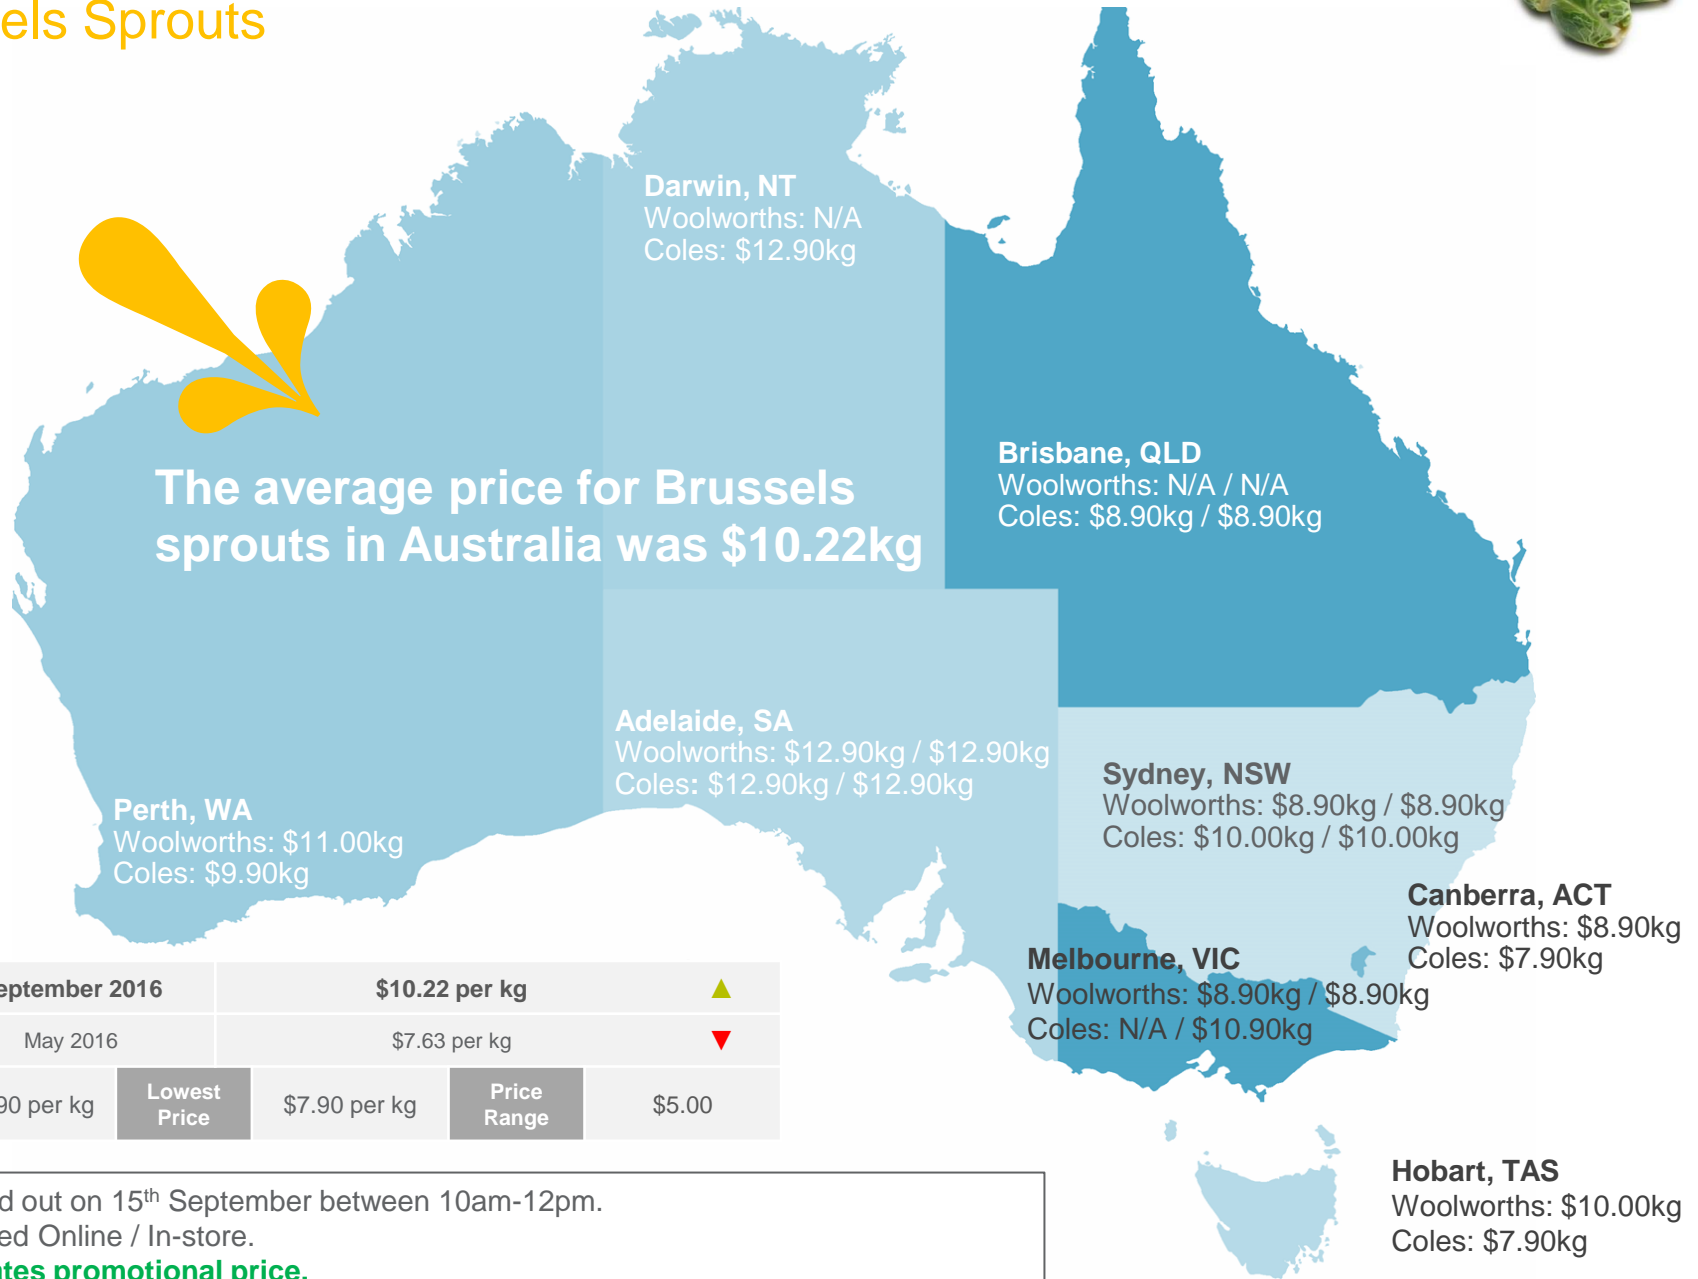 els Sprouts
Darwin, NT
Woolworths: N/A
Coles: $12.90kg
The average price for Brussels
sprouts in Australia was $10.22kg
Brisbane, QLD
Woolworths: N/A / N/A
Coles: $8.90kg / $8.90kg
Adelaide, SA
Woolworths: $12.90kg / $12.90kg
Coles: $12.90kg / $12.90kg
Sydney, NSW
Woolworths: $8.90kg / $8.90kg
Coles: $10.00kg / $10.00kg
Perth, WA
Woolworths: $11.00kg
Coles: $9.90kg
Canberra, ACT
Woolworths: $8.90kg
Coles: $7.90kg
Melbourne, VIC
Woolworths: $8.90kg / $8.90kg
Coles: N/A / $10.90kg
eptember 2016 $10.22 per kg ▲
May 2016 $7.63 per kg ▼
90 per kg Lowest Price $7.90 per kg Price Range $5.00
Hobart, TAS
Woolworths: $10.00kg
Coles: $7.90kg
d out on 15th September between 10am-12pm.
ed Online / In-store.
tes promotional price.